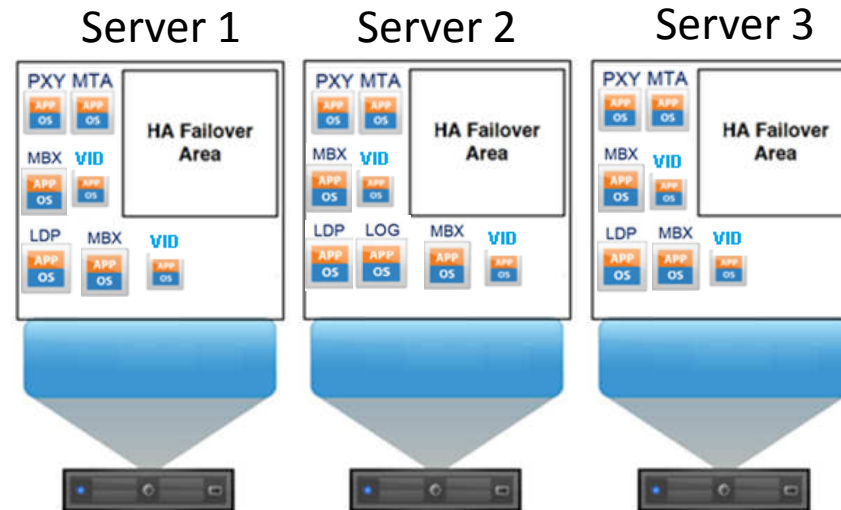 Server 1
PXY MTA
APP APP
OS OS
HA Failover
Area
MBX VID
APP APP
OS OS
LDP MBX VID
APP APP APP
OS OS OS
Server 2
PXY MTA
APP APP
OS OS
HA Failover
Area
MBX VID
APP APP
OS OS
LDP LOG MBX VID
APP APP APP APP
OS OS OS OS
Server 3
PXY MTA
APP APP
OS OS
HA Failover
Area
MBX VID
APP APP
OS OS
LDP MBX VID
APP APP APP
OS OS OS